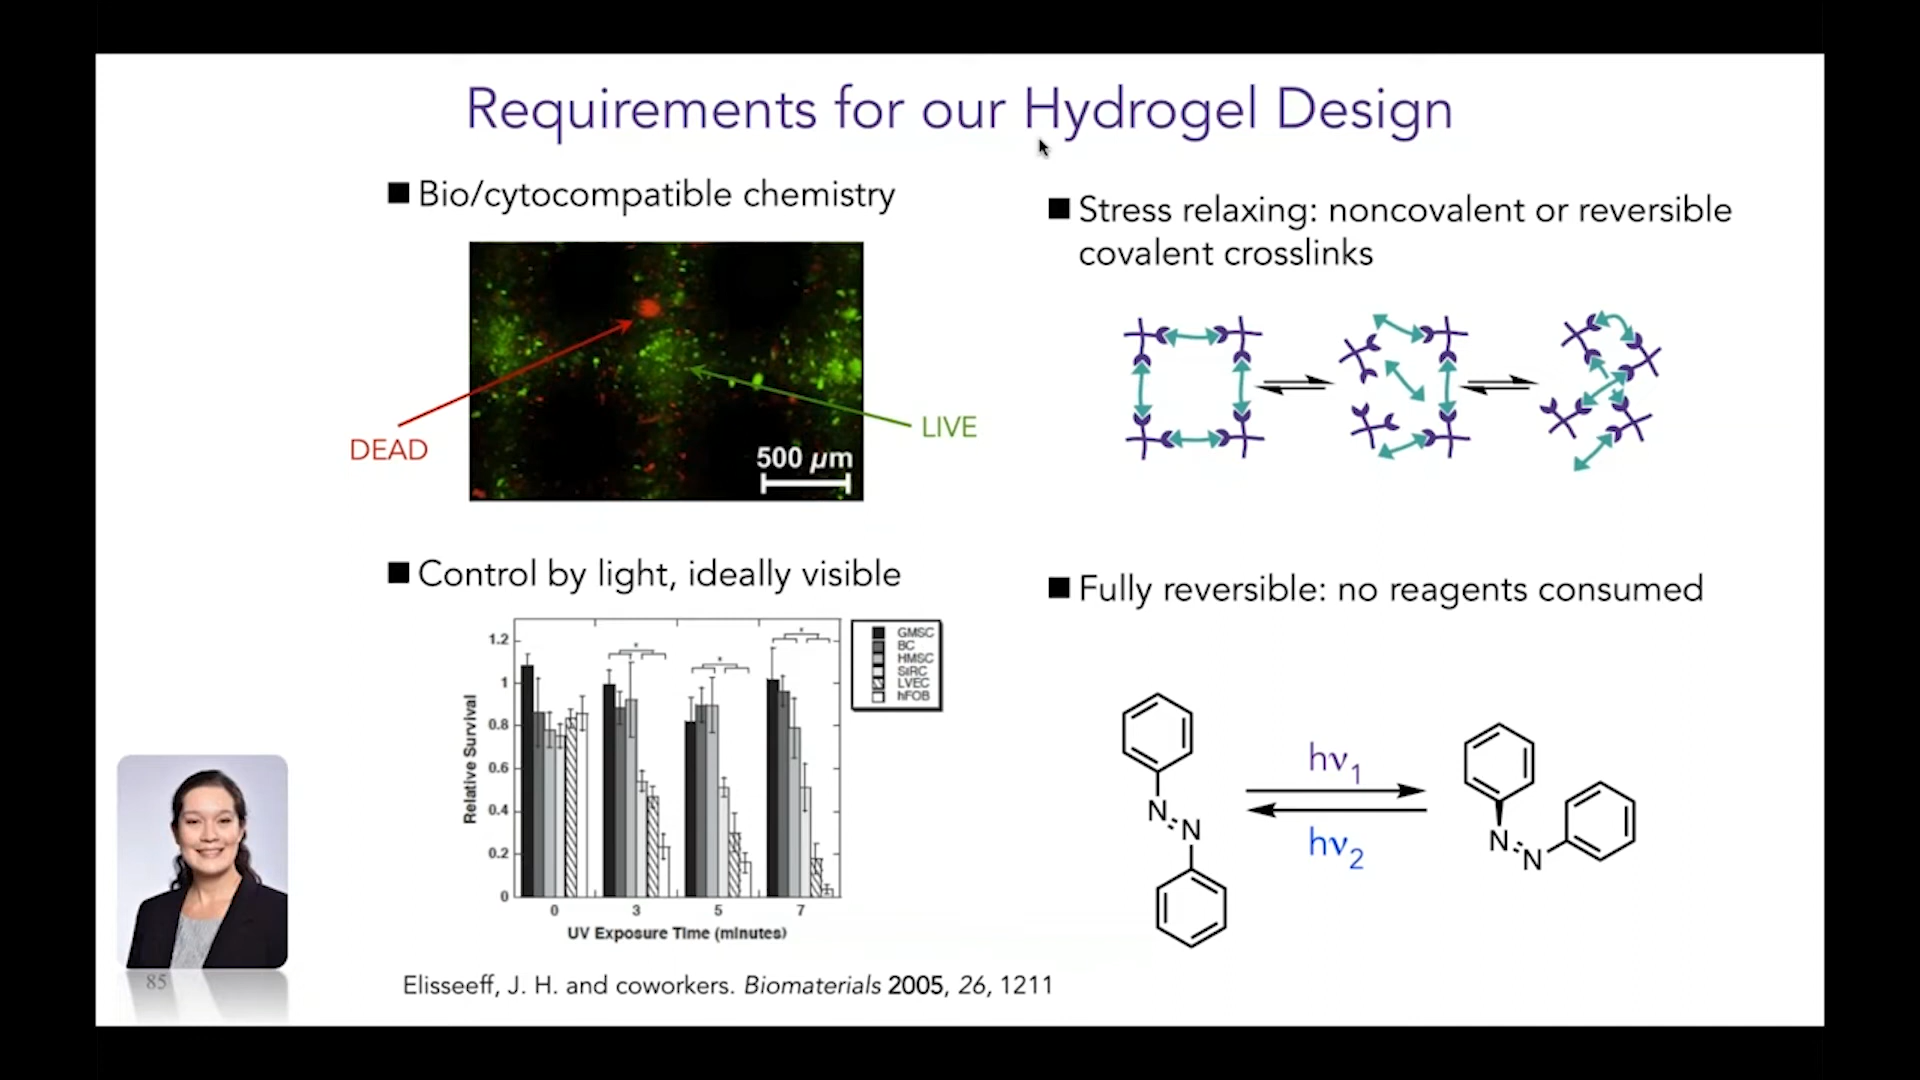 Requirements for our Hydrogel Design
■ Bio/cytocompatible chemistry
DEAD
LIVE
500 μm
■ Control by light, ideally visible
Relative Survival
1.2
1
0.8
0.6
0.4
0.2
0
0 3 5 7
UV Exposure Time (minutes)
* * *
GMSC
BC
HMSC
SIRC
LVEC
hFOB
■ Stress relaxing: noncovalent or reversible
covalent crosslinks
■ Fully reversible: no reagents consumed
N
N
hν1
hν2
N
N
85
Elisseeff, J. H. and coworkers. Biomaterials 2005, 26, 1211